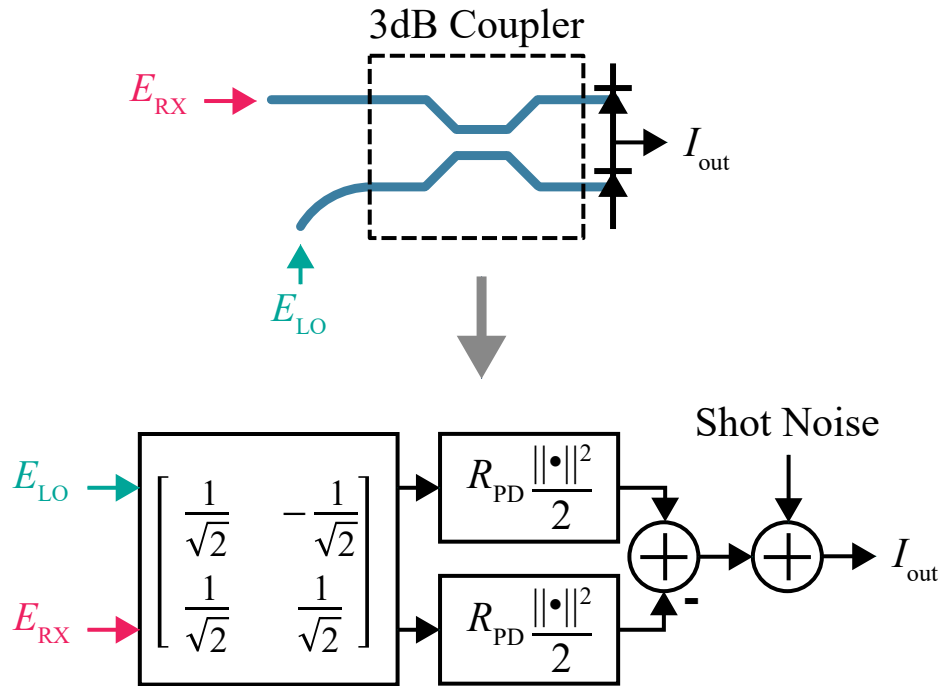 3dB Coupler
E_RX
I_out
E_LO
Shot Noise
E_LO
[ 1/√2 -1/√2 ]
[ 1/√2 1/√2 ]
R_PD ||•||²/2
-
I_out
E_RX
R_PD ||•||²/2